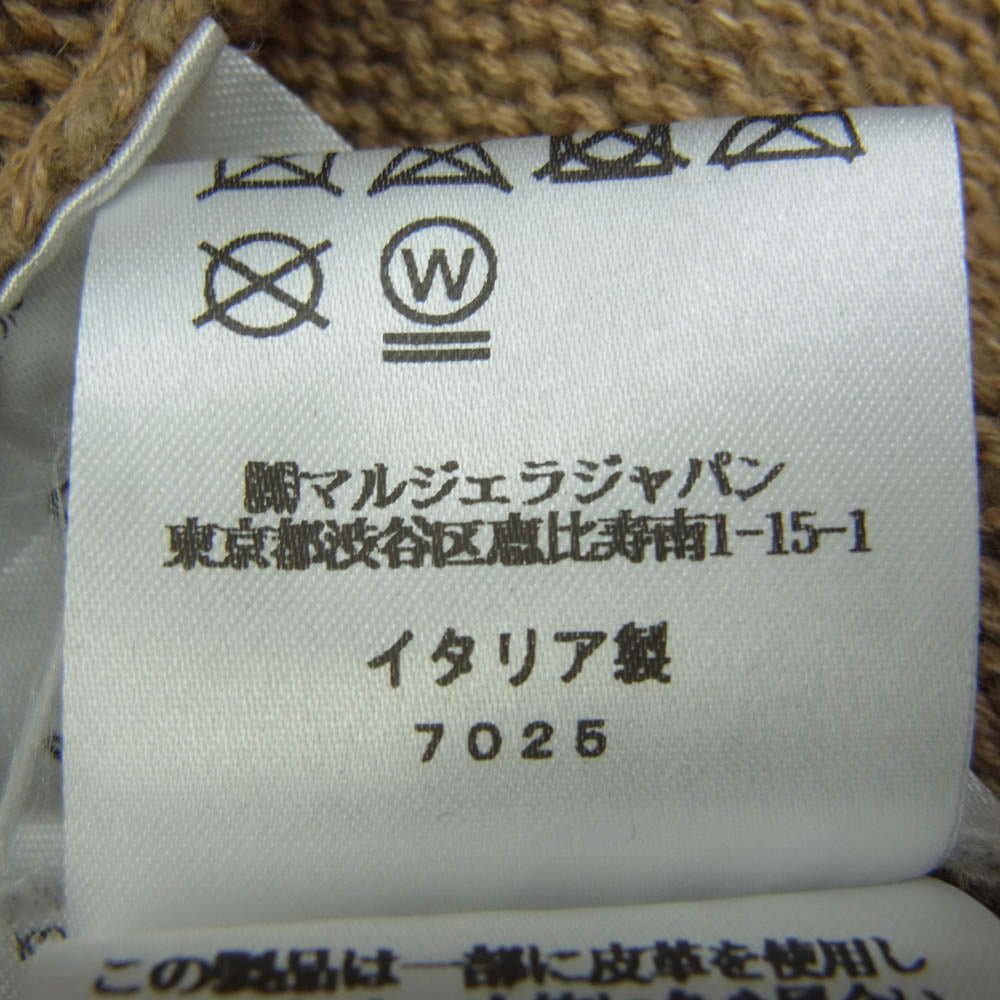 W
㈱マルジェラジャパン
東京都渋谷区恵比寿南1-15-1
イタリア製
7025
この製品は一部に皮革を使用し